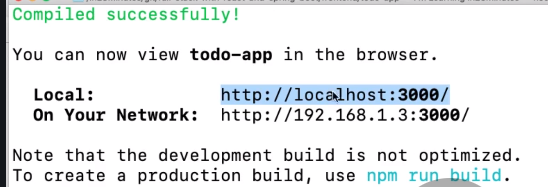 Compiled successfully!
You can now view todo-app in the browser.
Local: http://localhost:3000/
On Your Network: http://192.168.1.3:3000/
Note that the development build is not optimized.
To create a production build, use npm run build.